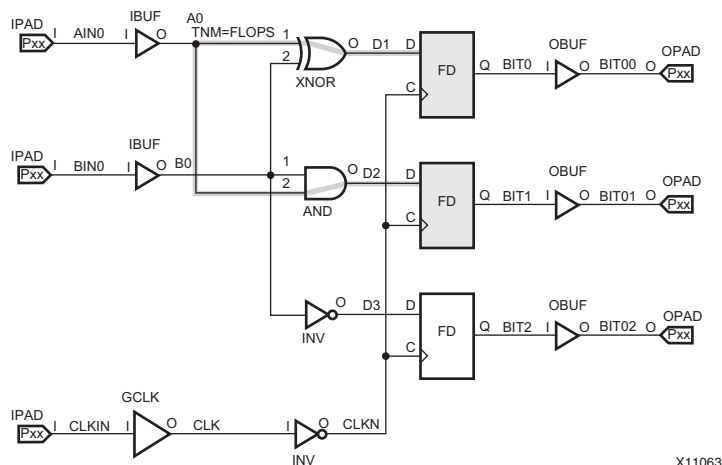 IPAD IBUF A0
TNM=FLOPS
Pxx I AIN0 I O 1 O D1 D FD Q BIT0 I OBUF O BIT00 O OPAD Pxx
2
XNOR
C
IPAD IBUF
Pxx I BIN0 I O B0 1 O D2 D FD Q BIT1 I OBUF O BIT01 O OPAD Pxx
2
AND
C
O D3 D FD Q BIT2 I OBUF O BIT02 O OPAD Pxx
INV
C
IPAD GCLK
Pxx I CLKIN I O CLK I O CLKN
INV
X11063